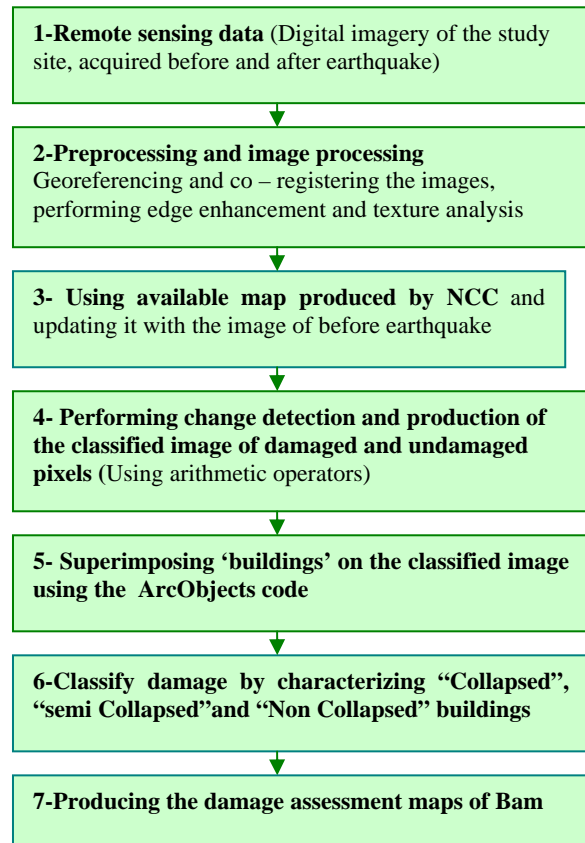 1-Remote sensing data (Digital imagery of the study
site, acquired before and after earthquake)
2-Preprocessing and image processing
Georeferencing and co – registering the images,
performing edge enhancement and texture analysis
3- Using available map produced by NCC and
updating it with the image of before earthquake
4- Performing change detection and production of
the classified image of damaged and undamaged
pixels (Using arithmetic operators)
5- Superimposing ‘buildings’ on the classified image
using the ArcObjects code
6-Classify damage by characterizing “Collapsed”,
“semi Collapsed”and “Non Collapsed” buildings
7-Producing the damage assessment maps of Bam